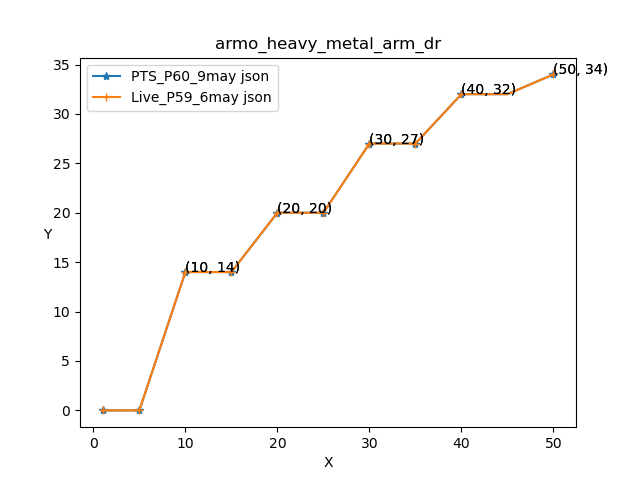 armo_heavy_metal_arm_dr
PTS_P60_9may json
Live_P59_6may json
(50, 34)
(40, 32)
(30, 27)
(20, 20)
(10, 14)
35
30
25
20
15
10
5
0
Y
0 10 20 30 40 50
X